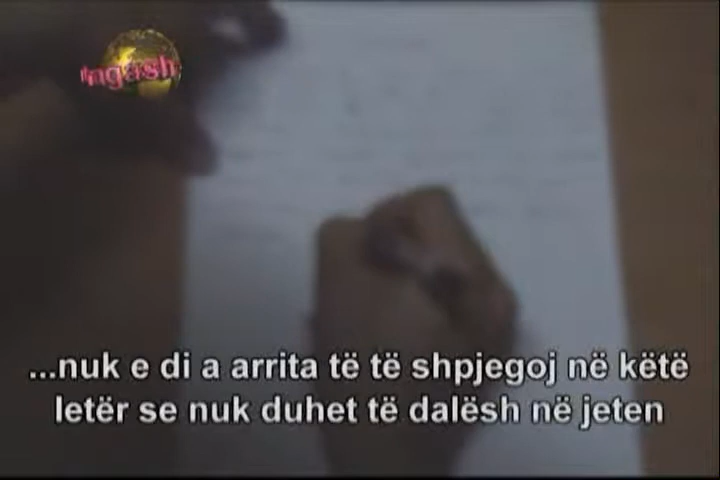 ngash
...nuk e di a arrita të të shpjegoj në këtë
letër se nuk duhet të dalësh në jeten